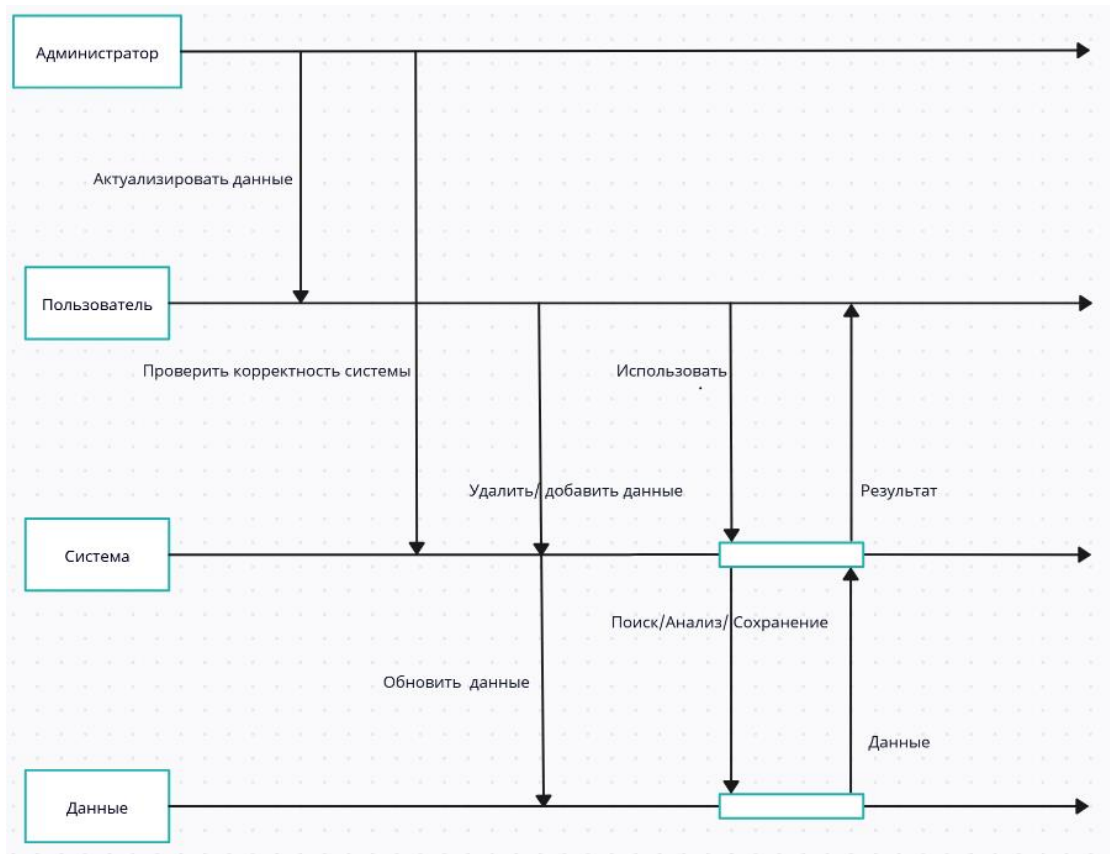 Администратор
Актуализировать данные
Пользователь
Проверить корректность системы
Использовать
Удалить/ добавить данные
Результат
Система
Поиск/Анализ/ Сохранение
Обновить данные
Данные
Данные